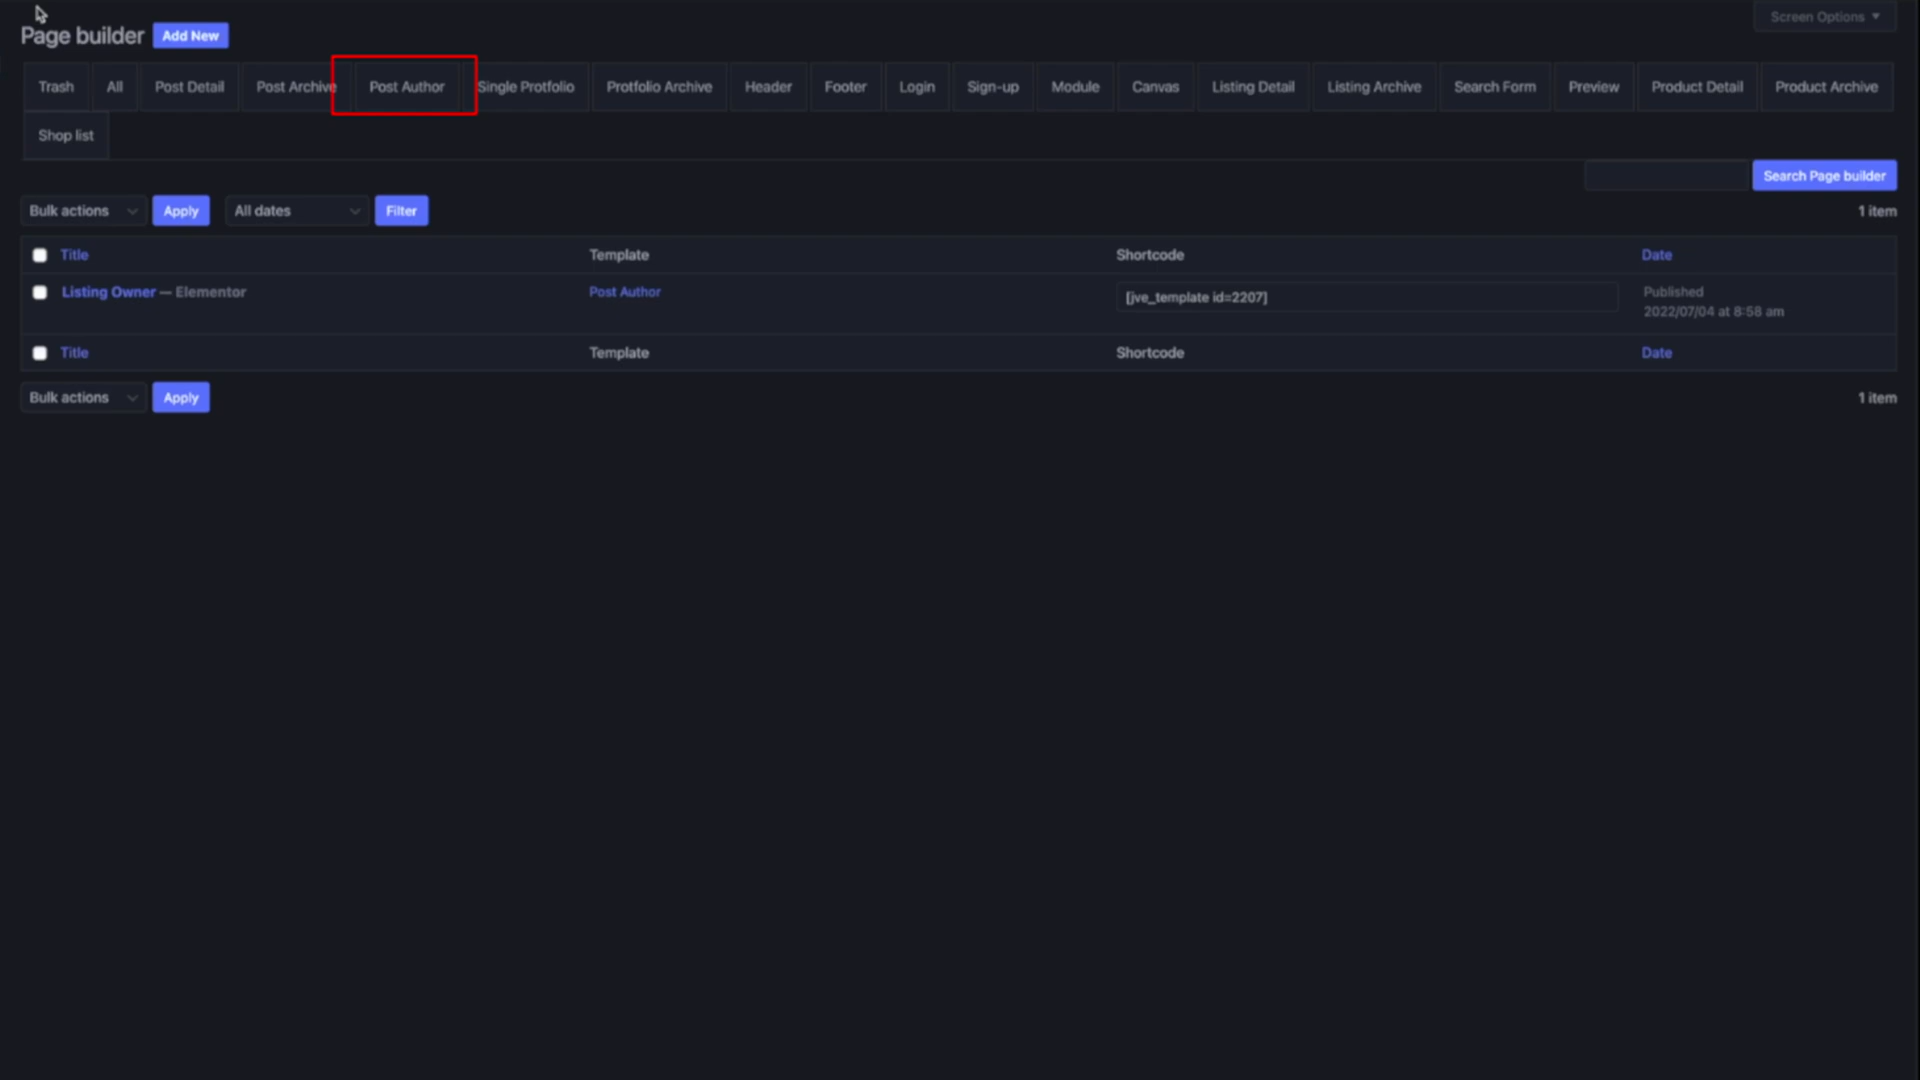 Screen Options
Page builder Add New
Trash All Post Detail Post Archive Post Author Single Protfolio Protfolio Archive Header Footer Login Sign-up Module Canvas Listing Detail Listing Archive Search Form Preview Product Detail Product Archive
Shop list
Search Page builder
Bulk actions Apply All dates Filter 1 item
Title Template Shortcode Date
Listing Owner — Elementor Post Author [jve_template id=2207] Published
2022/07/04 at 8:58 am
Title Template Shortcode Date
Bulk actions Apply 1 item